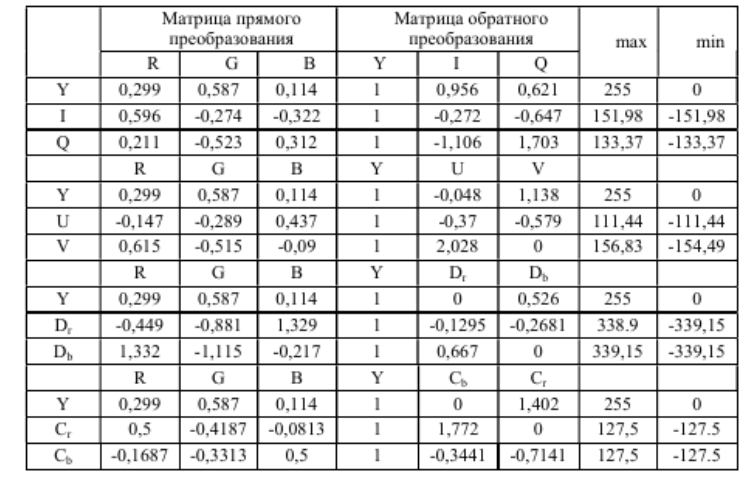 Матрица прямого преобразования Матрица обратного преобразования max min
R G B Y I Q
Y 0,299 0,587 0,114 1 0,956 0,621 255 0
I 0,596 -0,274 -0,322 1 -0,272 -0,647 151,98 -151,98
Q 0,211 -0,523 0,312 1 -1,106 1,703 133,37 -133,37
R G B Y U V
Y 0,299 0,587 0,114 1 -0,048 1,138 255 0
U -0,147 -0,289 0,437 1 -0,37 -0,579 111,44 -111,44
V 0,615 -0,515 -0,09 1 2,028 0 156,83 -154,49
R G B Y Dr Db
Y 0,299 0,587 0,114 1 0 0,526 255 0
Dr -0,449 -0,881 1,329 1 -0,1295 -0,2681 338.9 -339,15
Db 1,332 -1,115 -0,217 1 0,667 0 339,15 -339,15
R G B Y Cb Cr
Y 0,299 0,587 0,114 1 0 1,402 255 0
Cr 0,5 -0,4187 -0,0813 1 1,772 0 127,5 -127.5
Cb -0,1687 -0,3313 0,5 1 -0,3441 -0,7141 127,5 -127.5